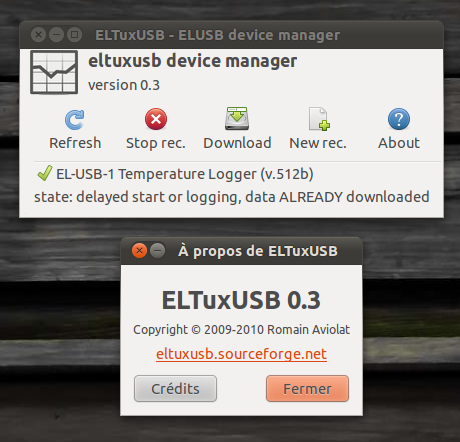 ELTuxUSB - ELUSB device manager
eltuxusb device manager
version 0.3
Refresh Stop rec. Download New rec. About
EL-USB-1 Temperature Logger (v.512b)
state: delayed start or logging, data ALREADY downloaded
À propos de ELTuxUSB
ELTuxUSB 0.3
Copyright © 2009-2010 Romain Aviolat
eltuxusb.sourceforge.net
Crédits Fermer